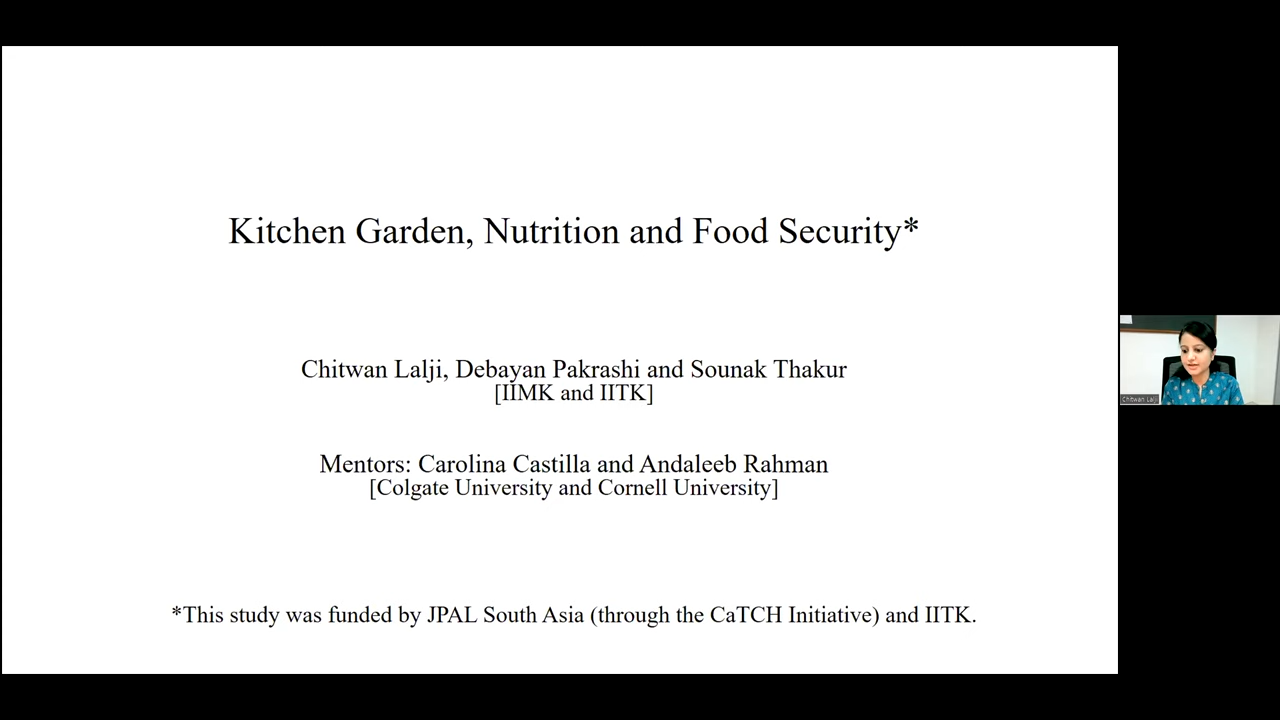 Kitchen Garden, Nutrition and Food Security*
Chitwan Lalji, Debayan Pakrashi and Sounak Thakur
[IIMK and IITK]
Mentors: Carolina Castilla and Andaleeb Rahman
[Colgate University and Cornell University]
*This study was funded by JPAL South Asia (through the CaTCH Initiative) and IITK.
Chitwan Lalji